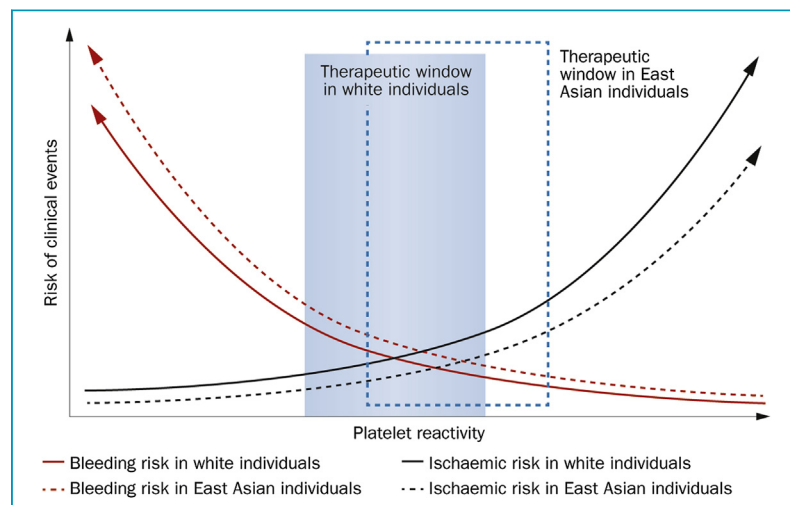 Therapeutic window
in white individuals
Therapeutic
window in East
Asian individuals
Risk of clinical events
Platelet reactivity
Bleeding risk in white individuals
Ischaemic risk in white individuals
Bleeding risk in East Asian individuals
Ischaemic risk in East Asian individuals